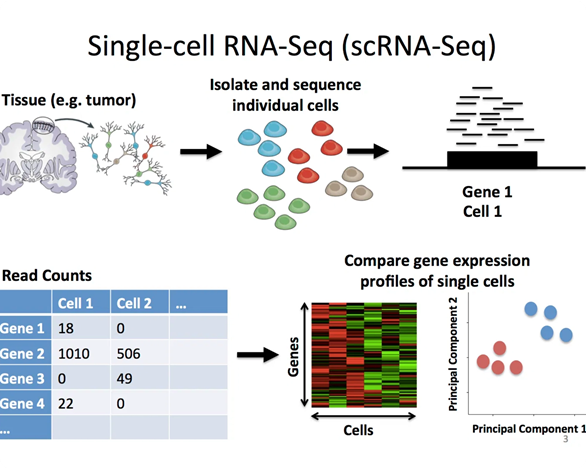 Single-cell RNA-Seq (scRNA-Seq)
Tissue (e.g. tumor)
Isolate and sequence
individual cells
Gene 1
Cell 1
Read Counts
Cell 1 Cell 2 ...
Gene 1 18 0
Gene 2 1010 506
Gene 3 0 49
Gene 4 22 0
...
Compare gene expression
profiles of single cells
Genes
Cells
Principal Component 2
Principal Component 1
3